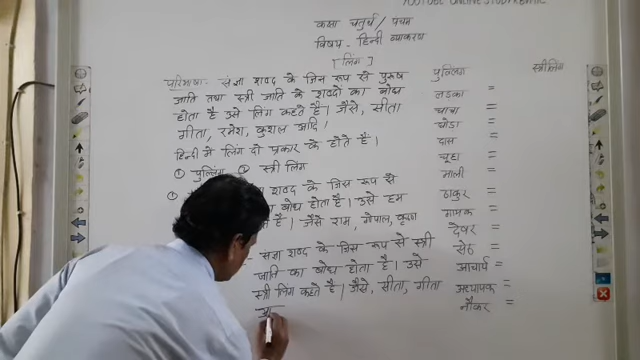 YOUTUBE ONLINE STUDY
कक्षा चतुर्थ / पंचम
विषय - हिन्दी व्याकरण
[लिंग]
परिभाषा - संज्ञा शब्द के जिस रूप से पुरुष
जाति तथा स्त्री जाति के शब्दों का बोध
होता है उसे लिंग कहते हैं। जैसे, सीता
गीता, रमेश, कुशल आदि।
हिन्दी में लिंग दो प्रकार के होते हैं।
① पुल्लिंग ② स्त्री लिंग
① शब्द के जिस रूप से
बोध होता है। उसे हम
है। जैसे राम, गोपाल, कृष्ण
संज्ञा शब्द के जिस रूप से स्त्री
जाति का बोध होता है। उसे
स्त्री लिंग कहते हैं। जैसे, सीता, गीता
पुल्लिंग स्त्रीलिंग
लड़का =
चाचा =
घोडा =
दास =
चूहा =
माली =
ठाकुर =
गायक =
देवर =
सेठ =
आचार्य =
अध्यापक =
नौकर =